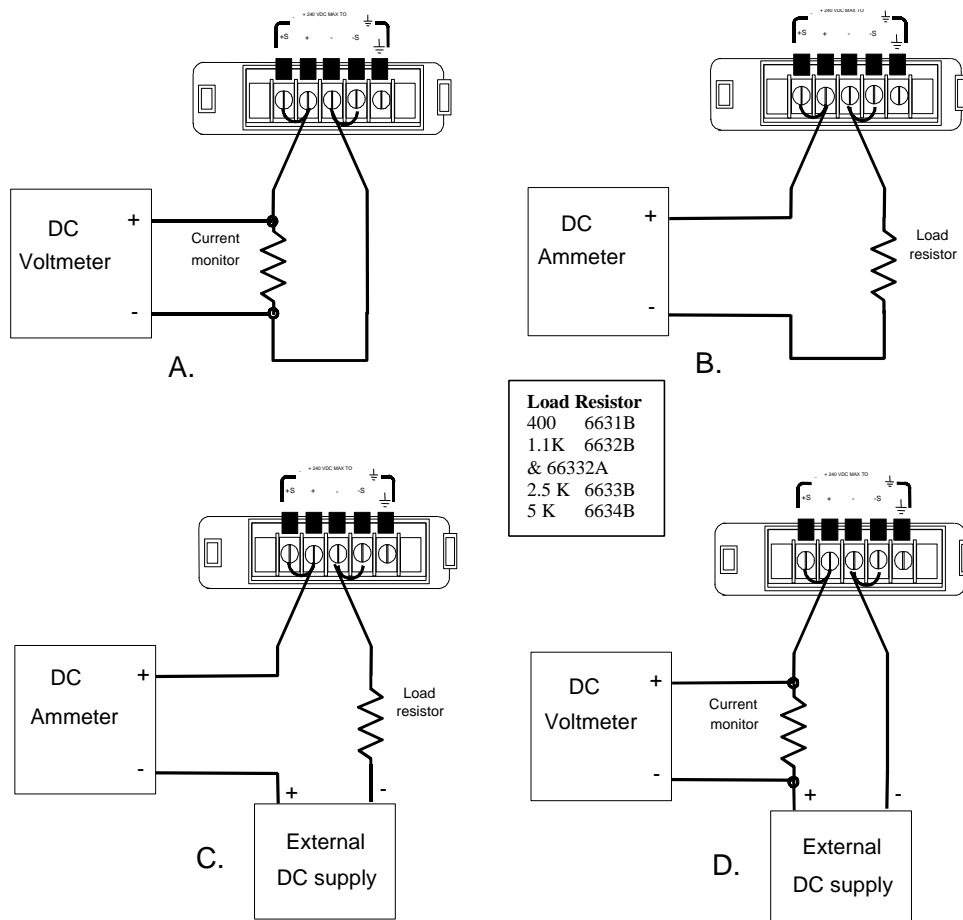 - + 240 VDC MAX TO
+S + - -S
DC
Voltmeter
+
-
Current
monitor
A.
- + 240 VDC MAX TO
+S + - -S
DC
Ammeter
+
-
Load
resistor
B.
Load Resistor
400 6631B
1.1K 6632B
& 66332A
2.5 K 6633B
5 K 6634B
- + 240 VDC MAX TO
+S + - -S
DC
Ammeter
+
-
Load
resistor
+ -
External
DC supply
C.
- + 240 VDC MAX TO
+S + - -S
DC
Voltmeter
+
-
Current
monitor
+ -
External
DC supply
D.